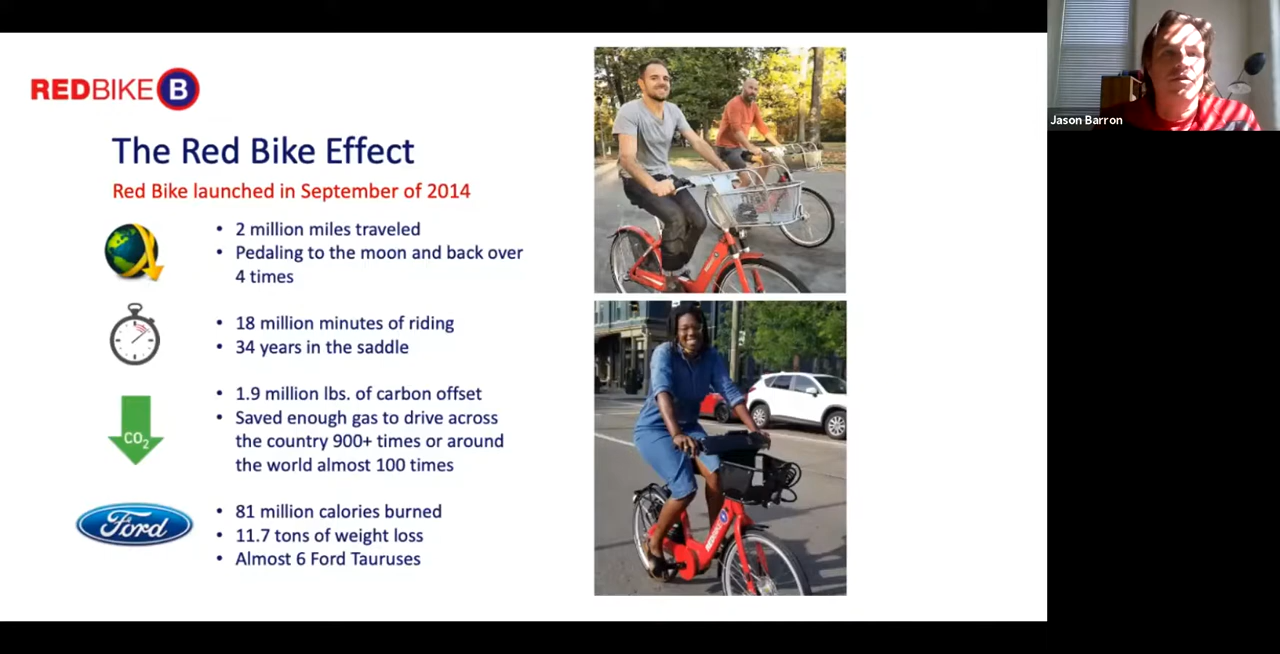 REDBIKE B
The Red Bike Effect
Red Bike launched in September of 2014
• 2 million miles traveled
• Pedaling to the moon and back over
4 times
• 18 million minutes of riding
• 34 years in the saddle
CO2
• 1.9 million lbs. of carbon offset
• Saved enough gas to drive across
the country 900+ times or around
the world almost 100 times
Ford
• 81 million calories burned
• 11.7 tons of weight loss
• Almost 6 Ford Tauruses
REDBIKE
Jason Barron